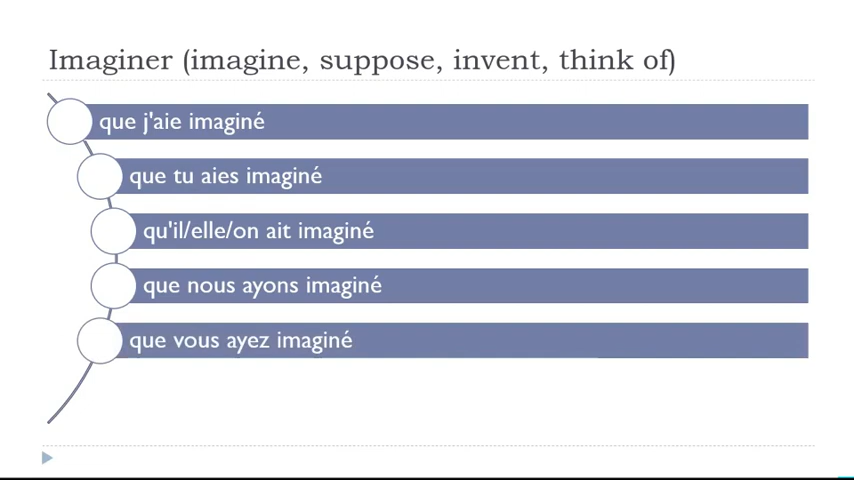 Imaginer (imagine, suppose, invent, think of)
que j'aie imaginé
que tu aies imaginé
qu'il/elle/on ait imaginé
que nous ayons imaginé
que vous ayez imaginé